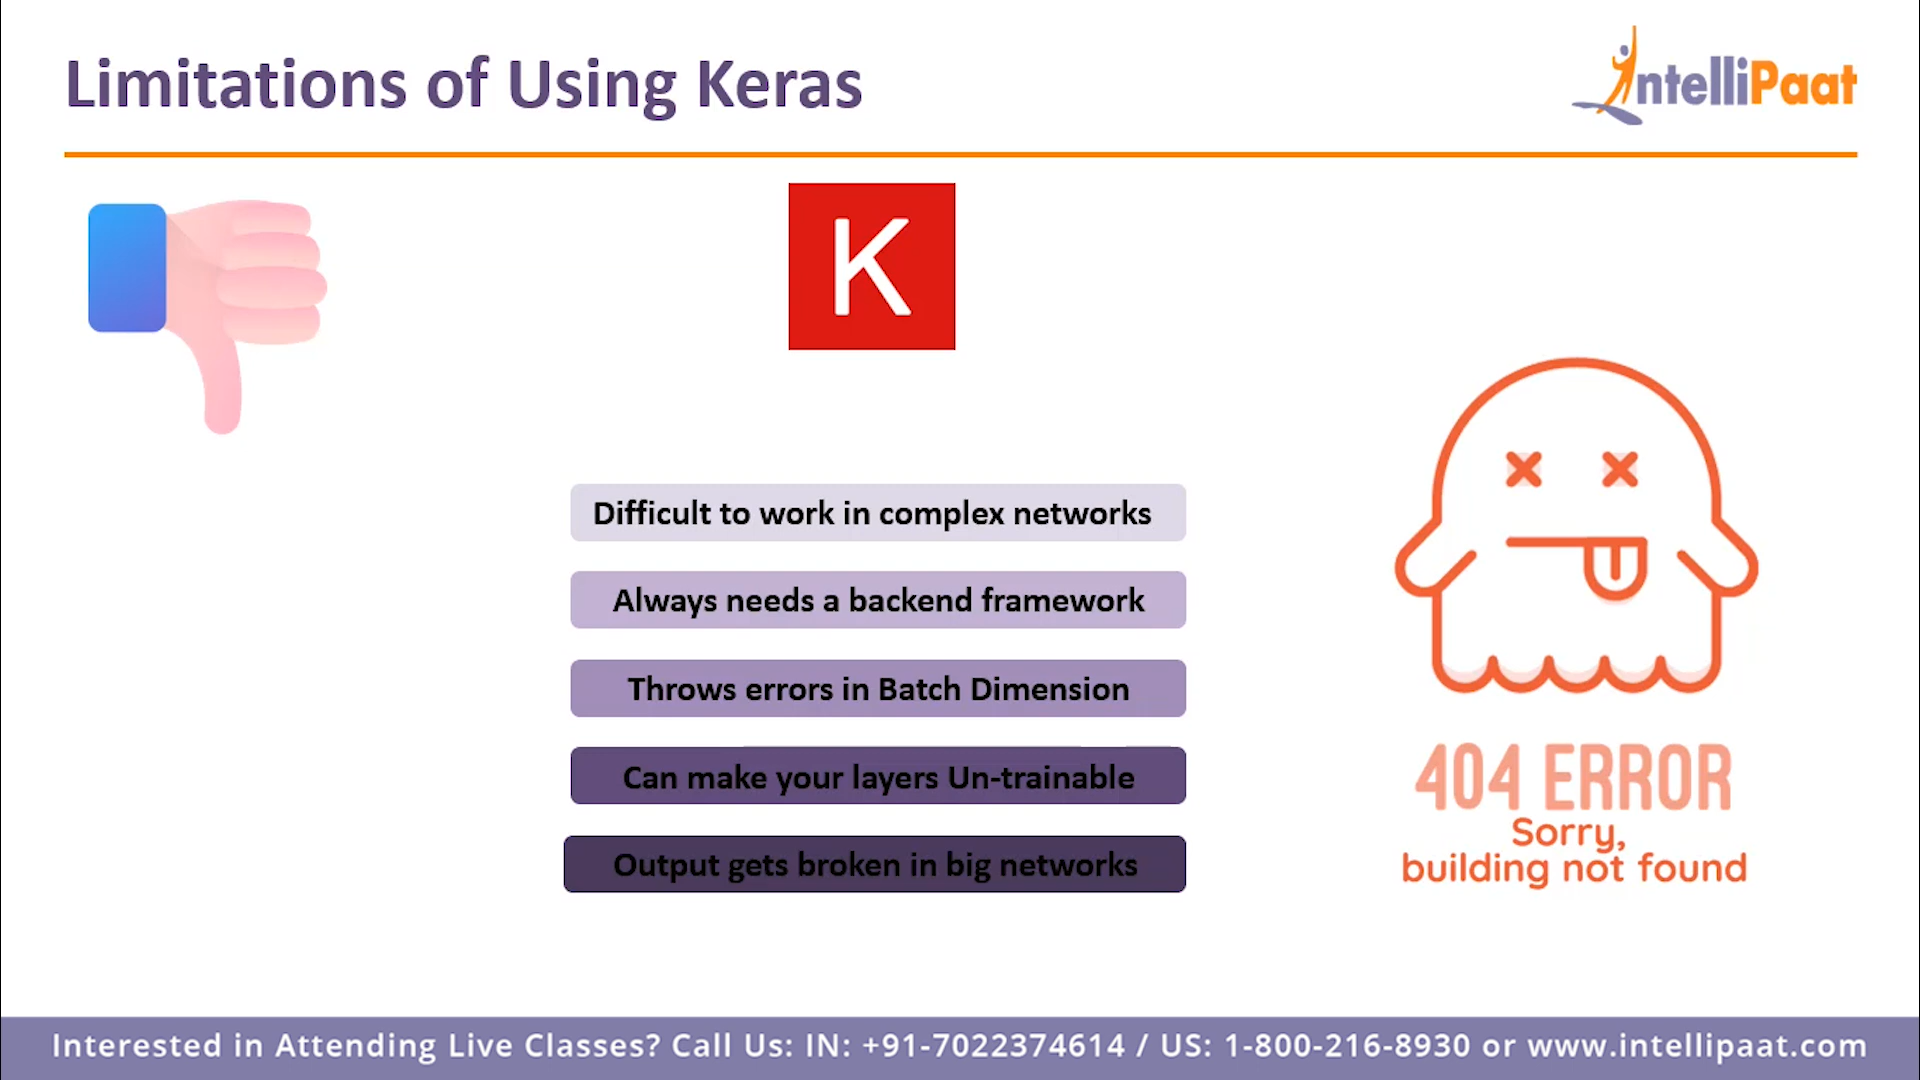 Limitations of Using Keras
IntelliPaat
K
Difficult to work in complex networks
Always needs a backend framework
Throws errors in Batch Dimension
Can make your layers Un-trainable
Output gets broken in big networks
404 ERROR
Sorry,
building not found
Interested in Attending Live Classes? Call Us: IN: +91-7022374614 / US: 1-800-216-8930 or www.intellipaat.com